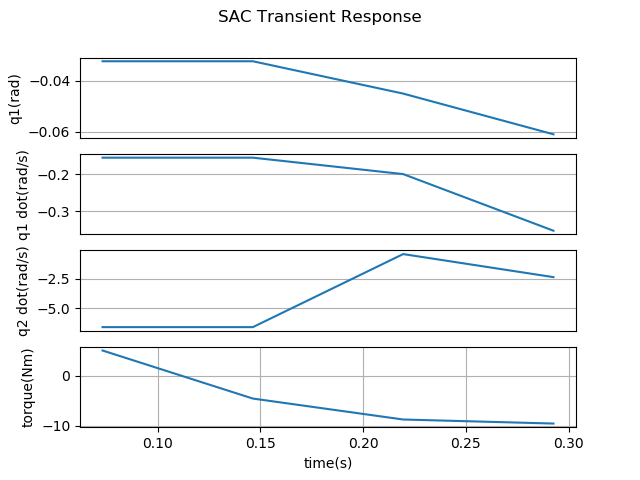 SAC Transient Response
q1(rad)
−0.04
−0.06
q1 dot(rad/s)
−0.2
−0.3
q2 dot(rad/s)
−2.5
−5.0
torque(Nm)
0
−10
0.10 0.15 0.20 0.25 0.30
time(s)